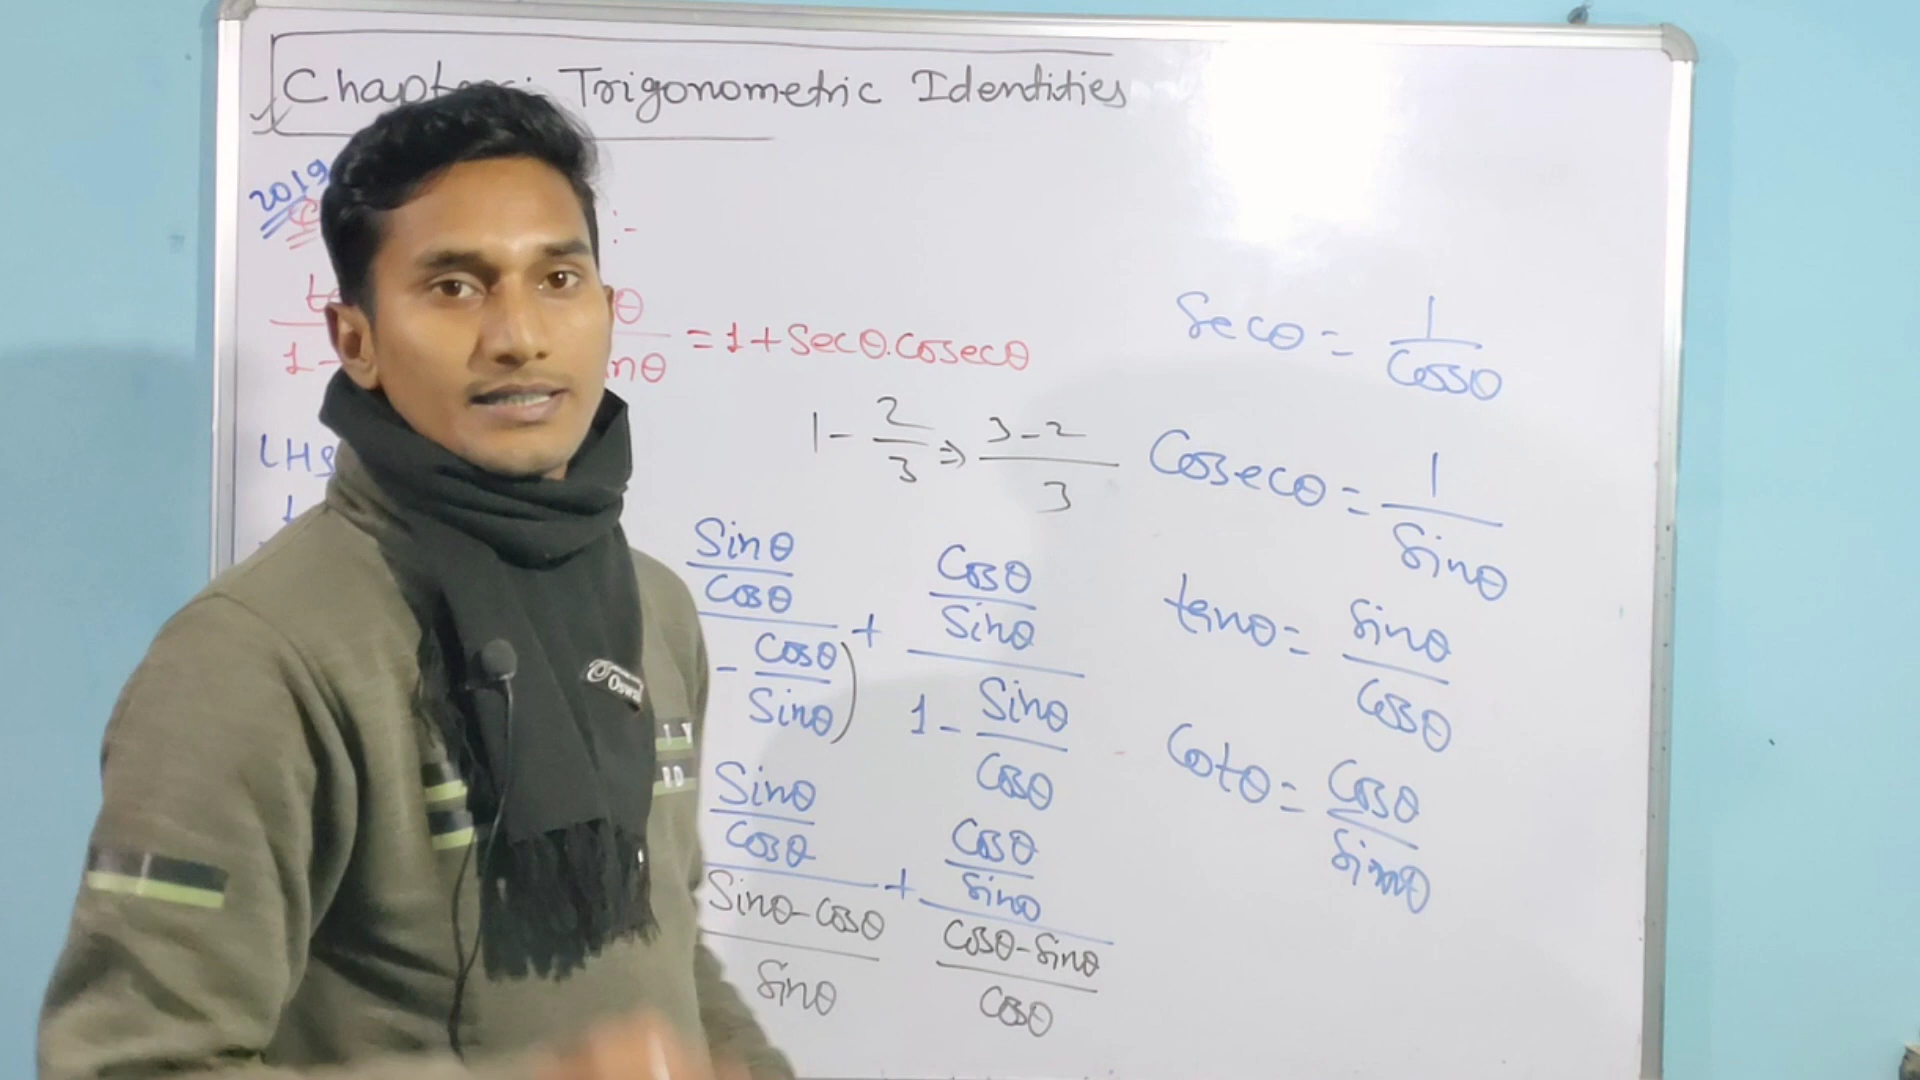 Chapter :- Trigonometric Identities
2019
:-
θ
1- nθ = 1 + Secθ.Cosecθ
1 - 2/3 ⇒ 3-2/3
LHS
Sinθ/Cosθ / - Cosθ/Sinθ) + Cosθ/Sinθ / 1 - Sinθ/Cosθ
Sinθ/Cosθ / Sinθ-Cosθ/Sinθ + Cosθ/Sinθ / Cosθ-Sinθ/Cosθ
Secθ = 1/Cosθ
Cosecθ = 1/Sinθ
tanθ = Sinθ/Cosθ
Cotθ = Cosθ/Sinθ